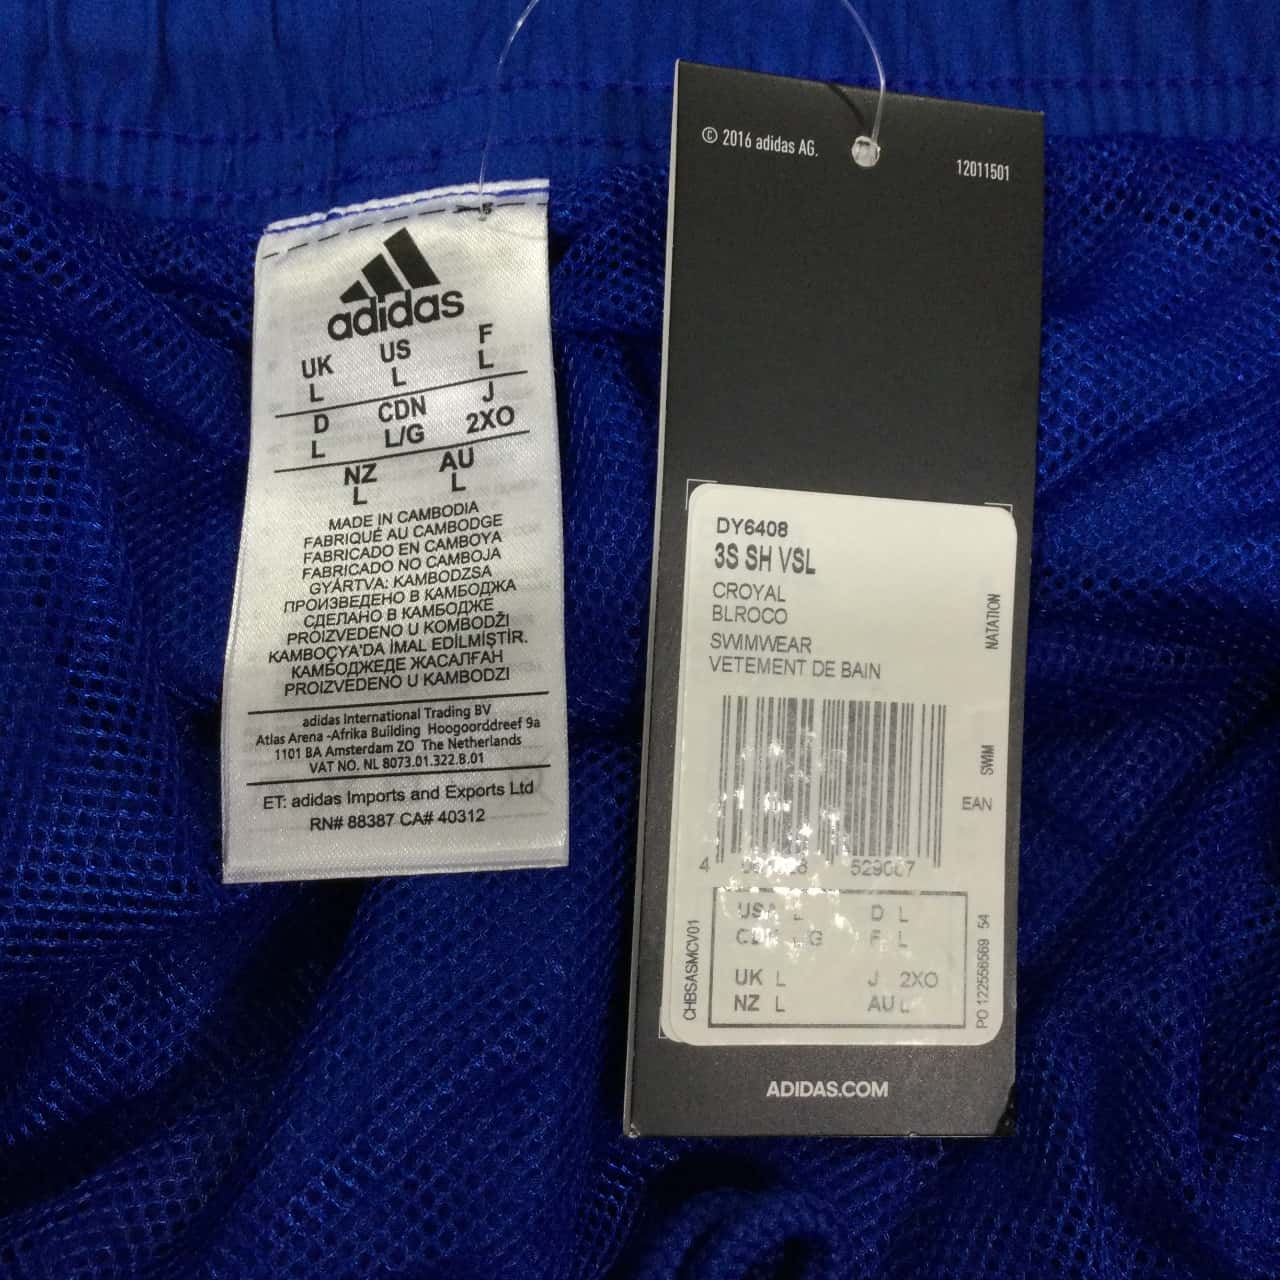 adidas
UK US F
L L L
D CDN J
L L/G 2XO
NZ AU
L L
MADE IN CAMBODIA
FABRIQUÉ AU CAMBODGE
FABRICADO EN CAMBOYA
FABRICADO NO CAMBOJA
GYÁRTVA: KAMBODZSA
ПРОИЗВЕДЕНО В КАМБОДЖА
СДЕЛАНО В КАМБОДЖЕ
PROIZVEDENO U KOMBODŽI
KAMBOÇYA'DA İMAL EDİLMİŞTİR.
КАМБОДЖЕДЕ ЖАСАЛҒАН
PROIZVEDENO U KAMBODZI
adidas International Trading BV
Atlas Arena -Afrika Building Hoogoorddreef 9a
1101 BA Amsterdam ZO The Netherlands
VAT NO. NL 8073.01.322.B.01
ET: adidas Imports and Exports Ltd
RN# 88387 CA# 40312
© 2016 adidas AG.
12011501
DY6408
3S SH VSL
CROYAL
BLROCO
SWIMWEAR
VETEMENT DE BAIN
NATATION
SWIM
EAN
4 529007
USA L D L
CDN L/G F L
UK L J 2XO
NZ L AU L
CHBSASMCV01
PO 122556569 54
ADIDAS.COM